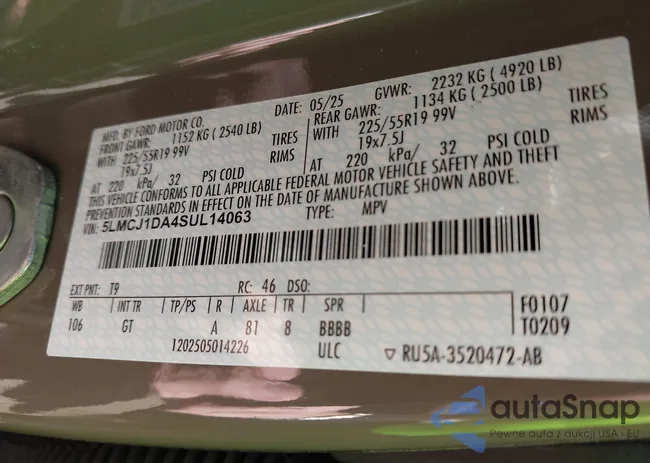 MFD. BY FORD MOTOR CO.
DATE: 05/25 GVWR: 2232 KG ( 4920 LB)
FRONT GAWR: 1152 KG ( 2540 LB)
REAR GAWR: 1134 KG ( 2500 LB)
WITH 225/55R19 99V TIRES
WITH 225/55R19 99V TIRES
19x7.5J RIMS
19x7.5J RIMS
AT 220 kPa/ 32 PSI COLD
AT 220 kPa/ 32 PSI COLD
THIS VEHICLE CONFORMS TO ALL APPLICABLE FEDERAL MOTOR VEHICLE SAFETY AND THEFT
PREVENTION STANDARDS IN EFFECT ON THE DATE OF MANUFACTURE SHOWN ABOVE.
VIN: 5LMCJ1DA4SUL14063 TYPE: MPV
EXT PNT: T9 RC: 46 DSO:
WB INT TR TP/PS R AXLE TR SPR F0107
106 GT A 81 8 BBBB T0209
1202505014226 ULC ▽ RU5A-3520472-AB
autaSnap
Pewne auta z aukcji USA i EU